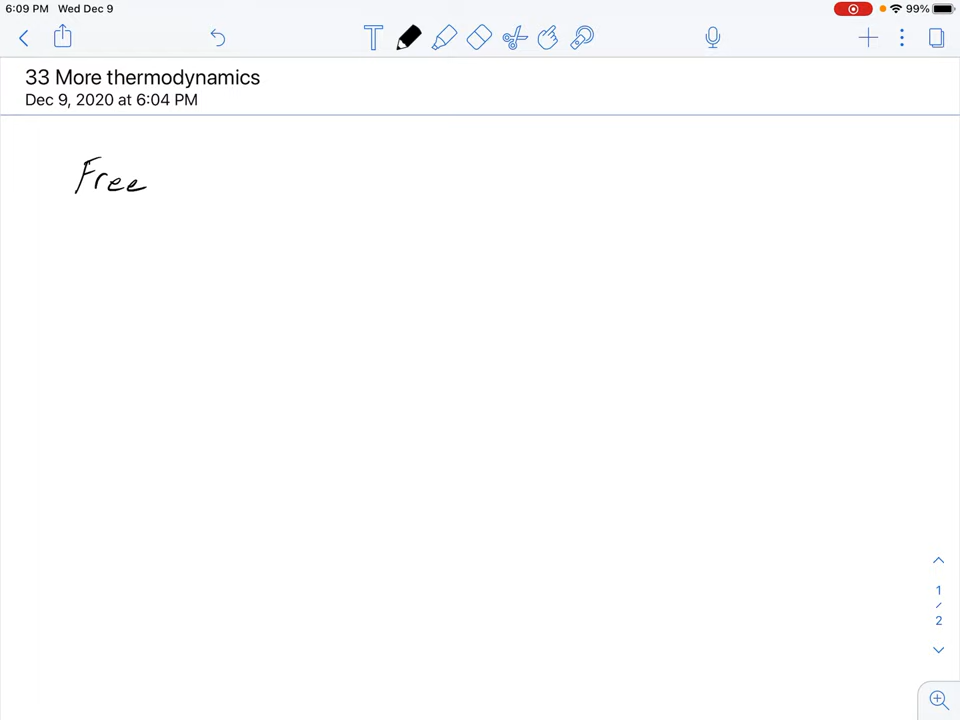 6:09 PM Wed Dec 9 99%
T
33 More thermodynamics
Dec 9, 2020 at 6:04 PM
Free
1
/
2